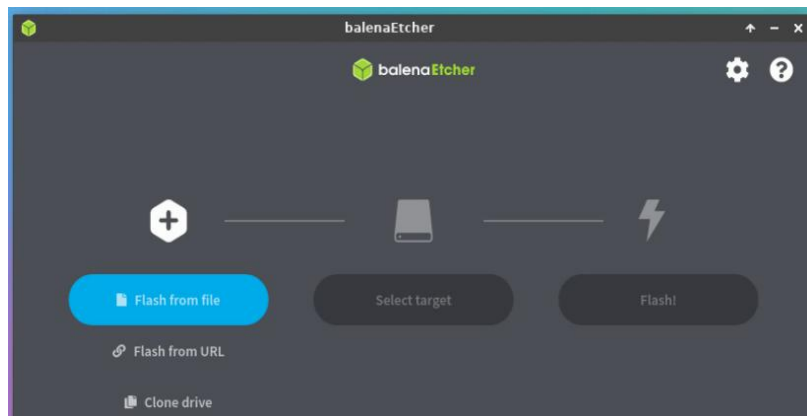 balenaEtcher
balenaEtcher
Flash from file
Select target
Flash!
Flash from URL
Clone drive